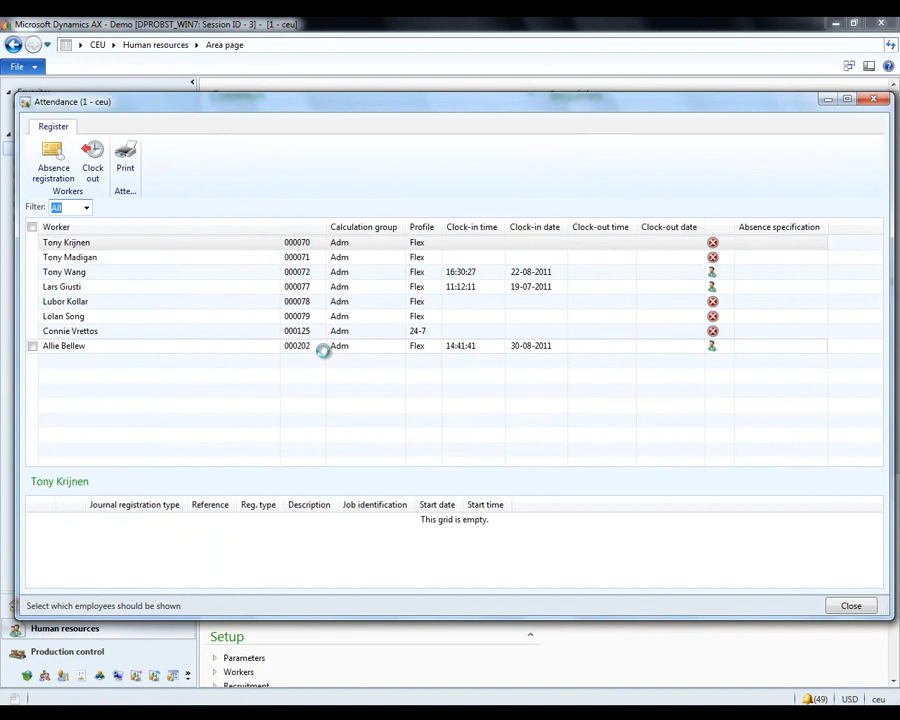 Microsoft Dynamics AX - Demo [DPROBST_WIN7: Session ID - 3] - [1 - ceu]
CEU Human resources Area page
File
Attendance (1 - ceu)
Register
Absence registration
Clock out
Print
Workers
Atte...
Filter: All
Worker Calculation group Profile Clock-in time Clock-in date Clock-out time Clock-out date Absence specification
Tony Krijnen 000070 Adm Flex
Tony Madigan 000071 Adm Flex
Tony Wang 000072 Adm Flex 16:30:27 22-08-2011
Lars Giusti 000077 Adm Flex 11:12:11 19-07-2011
Lubor Kollar 000078 Adm Flex
Lolan Song 000079 Adm Flex
Connie Vrettos 000125 Adm 24-7
Allie Bellew 000202 Adm Flex 14:41:41 30-08-2011
Tony Krijnen
Journal registration type Reference Reg. type Description Job identification Start date Start time
This grid is empty.
Select which employees should be shown
Close
Human resources
Setup
Production control
Parameters
Workers
Recruitment
(49) USD ceu